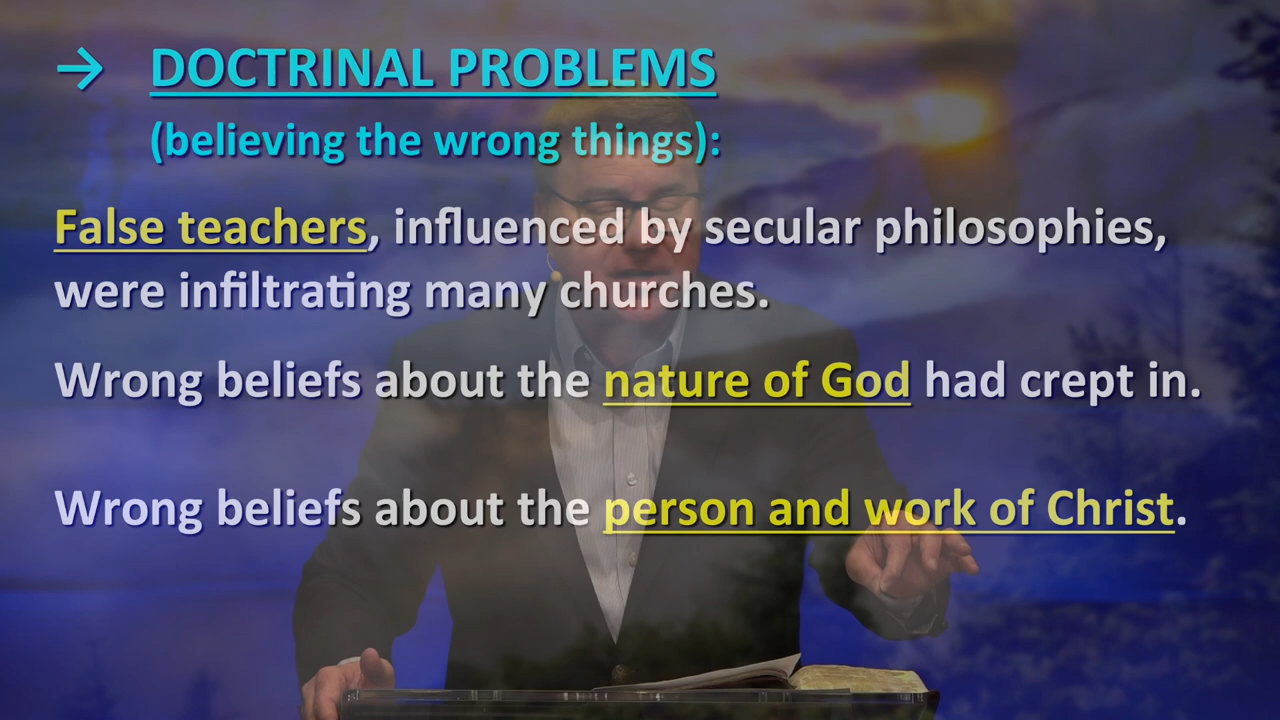 → DOCTRINAL PROBLEMS
(believing the wrong things):
False teachers, influenced by secular philosophies,
were infiltrating many churches.
Wrong beliefs about the nature of God had crept in.
Wrong beliefs about the person and work of Christ.